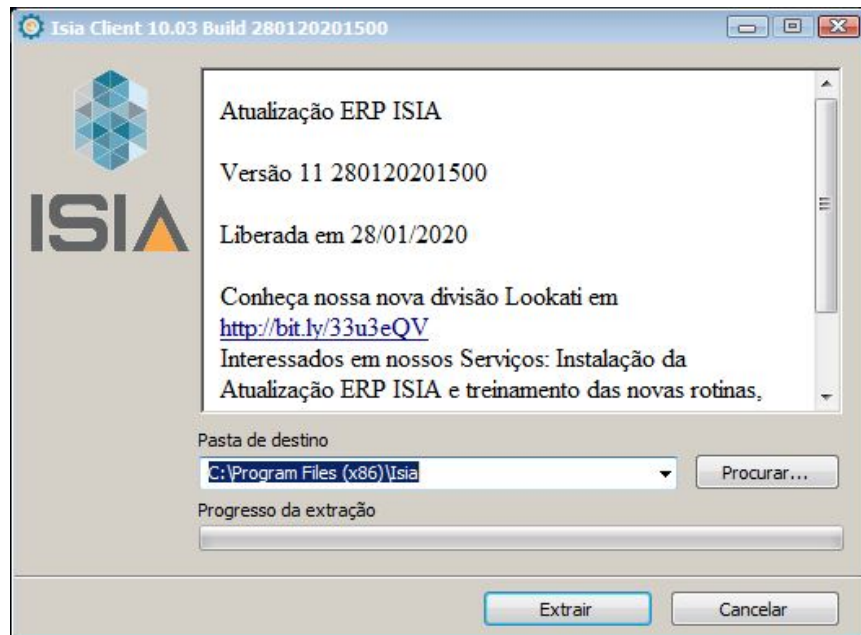 Isia Client 10.03 Build 280120201500
ISIA
Atualização ERP ISIA
Versão 11 280120201500
Liberada em 28/01/2020
Conheça nossa nova divisão Lookati em
http://bit.ly/33u3eQV
Interessados em nossos Serviços: Instalação da
Atualização ERP ISIA e treinamento das novas rotinas,
Pasta de destino
C:\Program Files (x86)\Isia
Procurar...
Progresso da extração
Extrair
Cancelar